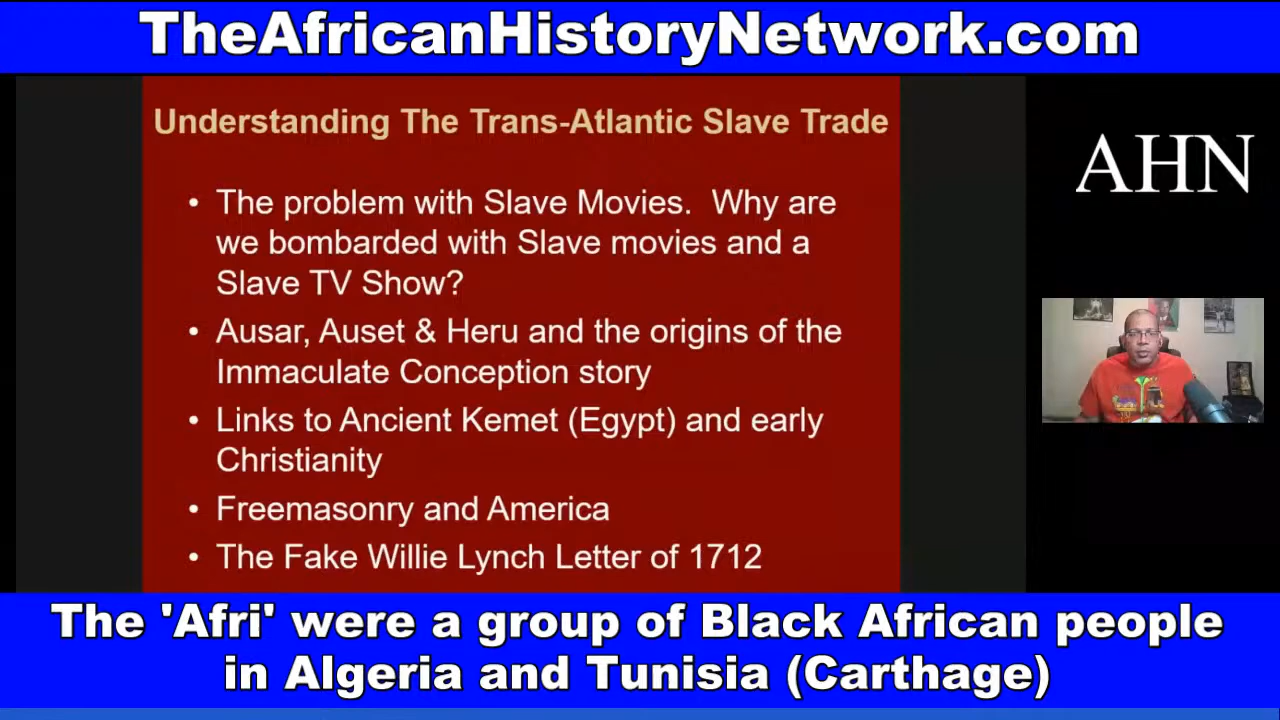 TheAfricanHistoryNetwork.com
Understanding The Trans-Atlantic Slave Trade
AHN
• The problem with Slave Movies.  Why are
we bombarded with Slave movies and a
Slave TV Show?
• Ausar, Auset & Heru and the origins of the
Immaculate Conception story
• Links to Ancient Kemet (Egypt) and early
Christianity
• Freemasonry and America
• The Fake Willie Lynch Letter of 1712
The 'Afri' were a group of Black African people
in Algeria and Tunisia (Carthage)